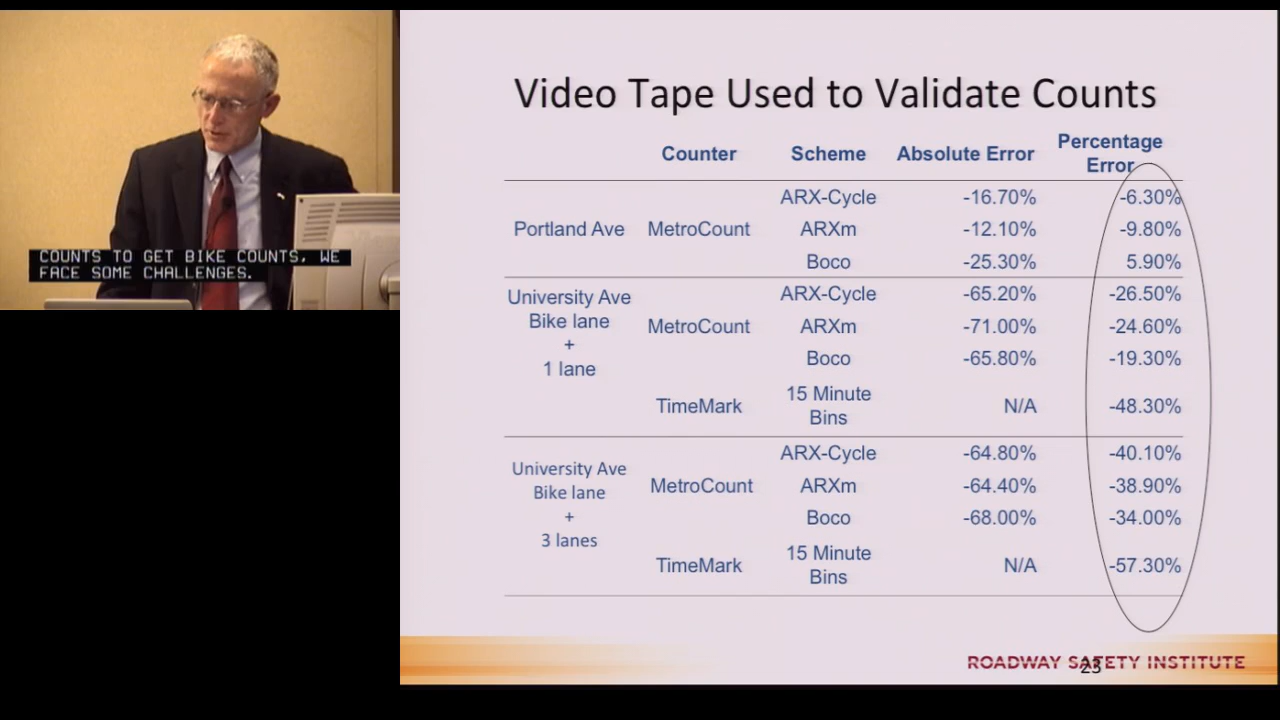 COUNTS TO GET BIKE COUNTS, WE
FACE SOME CHALLENGES.
Video Tape Used to Validate Counts
Counter Scheme Absolute Error Percentage Error
Portland Ave MetroCount ARX-Cycle -16.70% -6.30%
ARXm -12.10% -9.80%
Boco -25.30% 5.90%
University Ave
Bike lane
+
1 lane
MetroCount ARX-Cycle -65.20% -26.50%
ARXm -71.00% -24.60%
Boco -65.80% -19.30%
TimeMark 15 Minute Bins N/A -48.30%
University Ave
Bike lane
+
3 lanes
MetroCount ARX-Cycle -64.80% -40.10%
ARXm -64.40% -38.90%
Boco -68.00% -34.00%
TimeMark 15 Minute Bins N/A -57.30%
ROADWAY SAFETY INSTITUTE
23